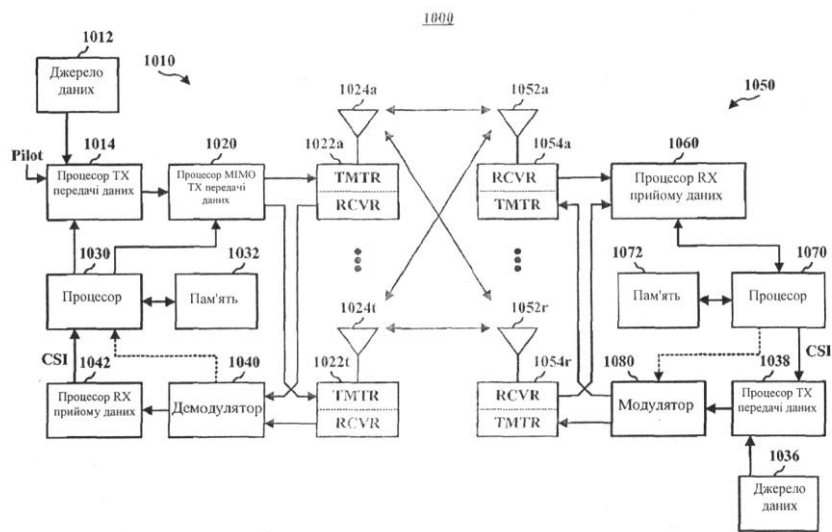 1000
1012
1010
Джерело
даних
1024a
1052a
1050
1014
1020
1022a
1054a
1060
Pilot
Процесор TX
передачі даних
Процесор MIMO
TX передачі
даних
TMTR
RCVR
RCVR
TMTR
Процесор RX
прийому даних
1030
1032
1072
1070
Процесор
Пам'ять
Пам'ять
Процесор
1024t
1052r
CSI
1042
1040
1022t
1054r
1080
CSI
1038
Процесор RX
прийому даних
Демодулятор
TMTR
RCVR
RCVR
TMTR
Модулятор
Процесор TX
передачі даних
1036
Джерело
даних